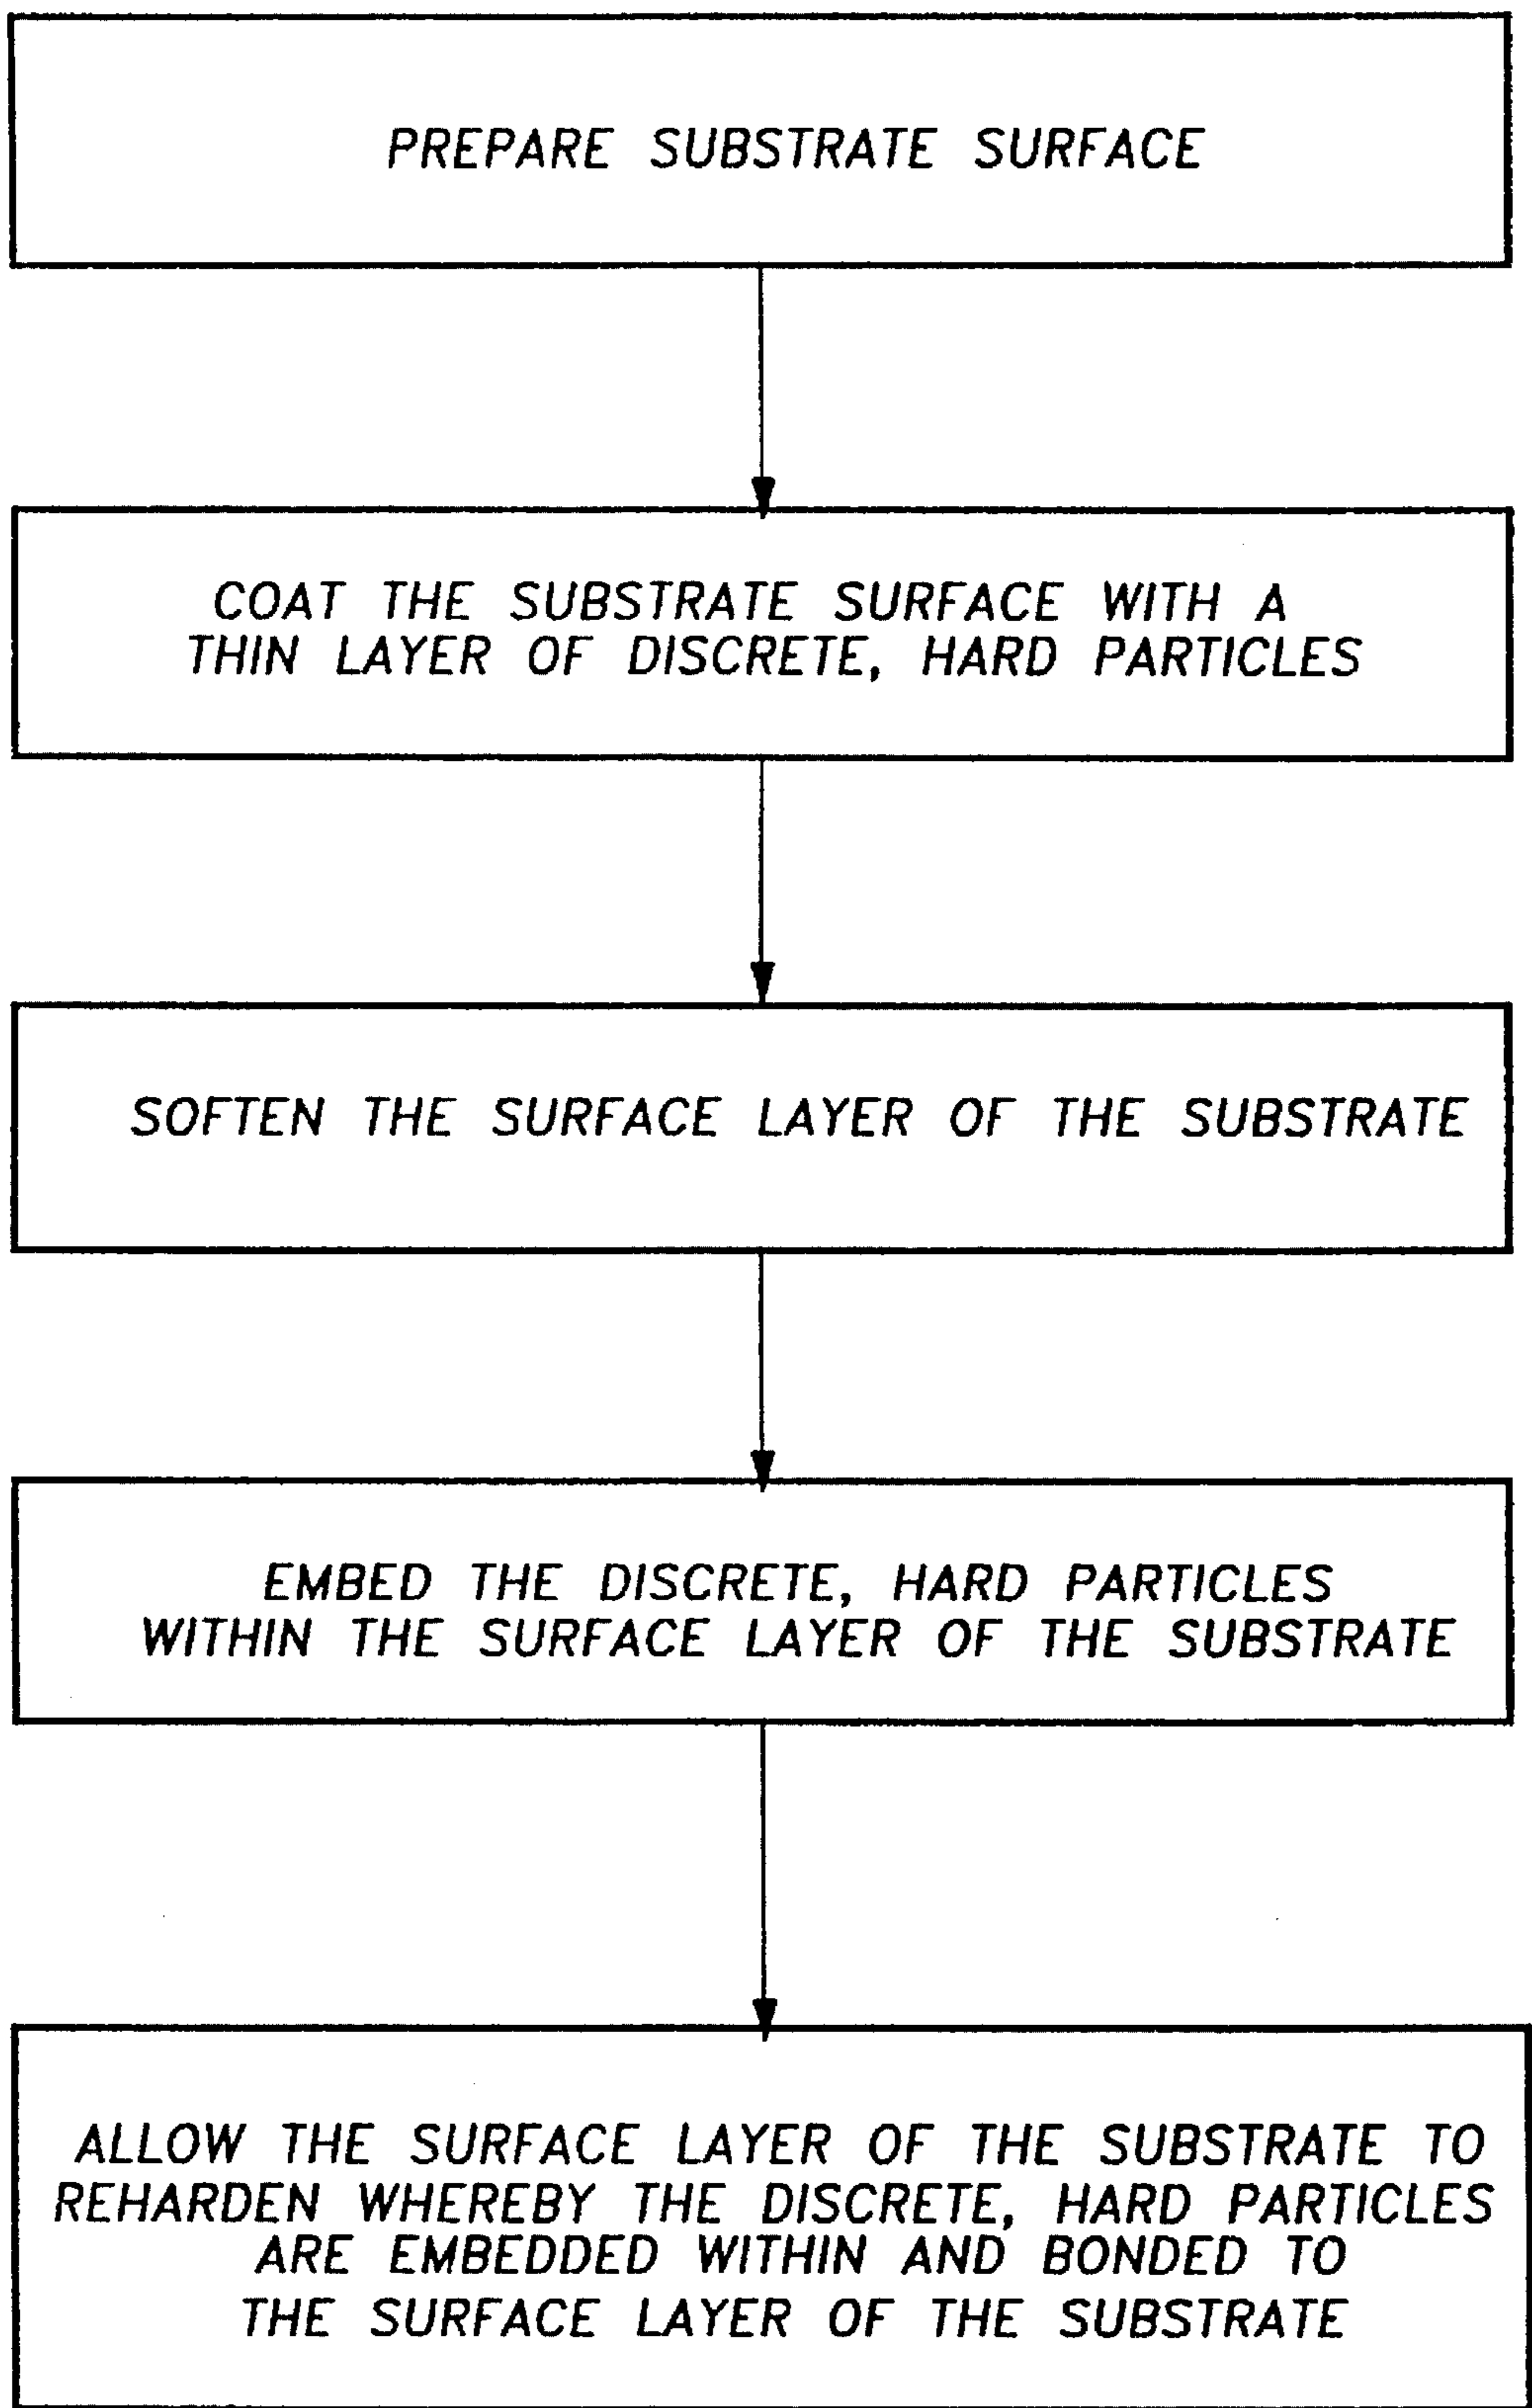 PREPARE SUBSTRATE SURFACE
COAT THE SUBSTRATE SURFACE WITH A
THIN LAYER OF DISCRETE, HARD PARTICLES
SOFTEN THE SURFACE LAYER OF THE SUBSTRATE
EMBED THE DISCRETE, HARD PARTICLES
WITHIN THE SURFACE LAYER OF THE SUBSTRATE
ALLOW THE SURFACE LAYER OF THE SUBSTRATE TO
REHARDEN WHEREBY THE DISCRETE, HARD PARTICLES
ARE EMBEDDED WITHIN AND BONDED TO
THE SURFACE LAYER OF THE SUBSTRATE